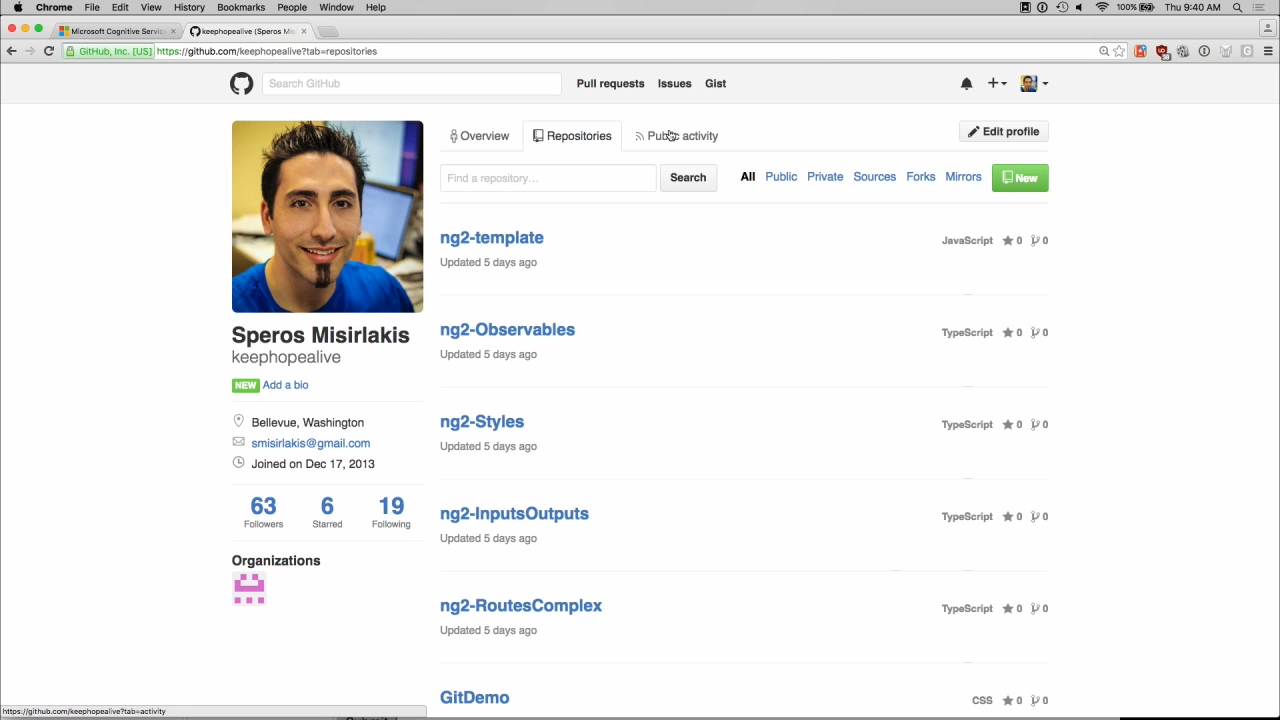 Chrome File Edit View History Bookmarks People Window Help 100% Thu 9:40 AM
Microsoft Cognitive Servic keephopealive (Speros Mis
GitHub, Inc. [US] https://github.com/keephopealive?tab=repositories
Search GitHub Pull requests Issues Gist
Overview Repositories Public activity Edit profile
Find a repository… Search All Public Private Sources Forks Mirrors New
ng2-template JavaScript 0 0
Updated 5 days ago
ng2-Observables TypeScript 0 0
Updated 5 days ago
ng2-Styles TypeScript 0 0
Updated 5 days ago
ng2-InputsOutputs TypeScript 0 0
Updated 5 days ago
ng2-RoutesComplex TypeScript 0 0
Updated 5 days ago
GitDemo CSS 0 0
Speros Misirlakis
keephopealive
NEW Add a bio
Bellevue, Washington
smisirlakis@gmail.com
Joined on Dec 17, 2013
63 6 19
Followers Starred Following
Organizations
https://github.com/keephopealive?tab=activity